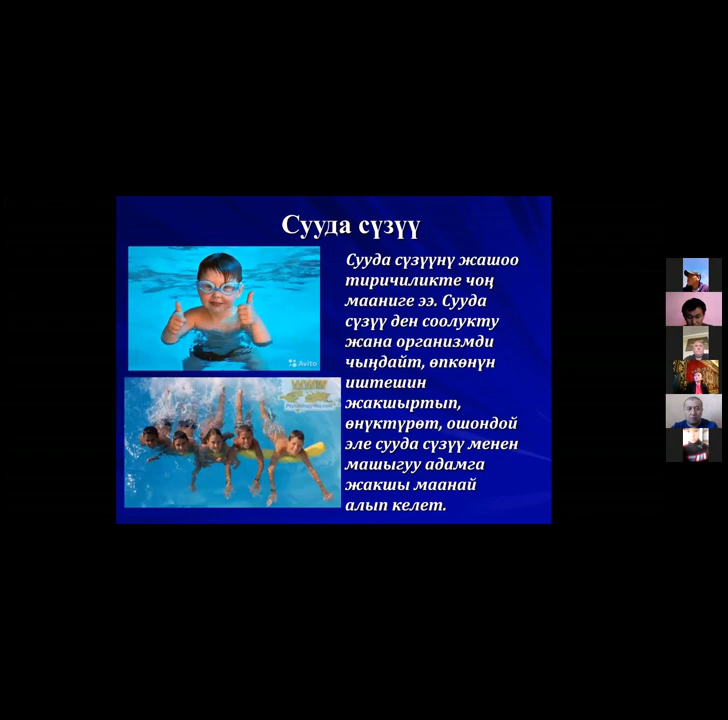 Сууда сүзүү
Сууда сүзүүнү жашоо
тиричиликте чоң
мааниге ээ. Сууда
сүзүү ден соолукту
жана организмди
чыңдайт, өпкөнүн
иштешин
жакшыртып,
өнүктүрөт, ошондой
эле сууда сүзүү менен
машыгуу адамга
жакшы маанай
алып келет.
Avito